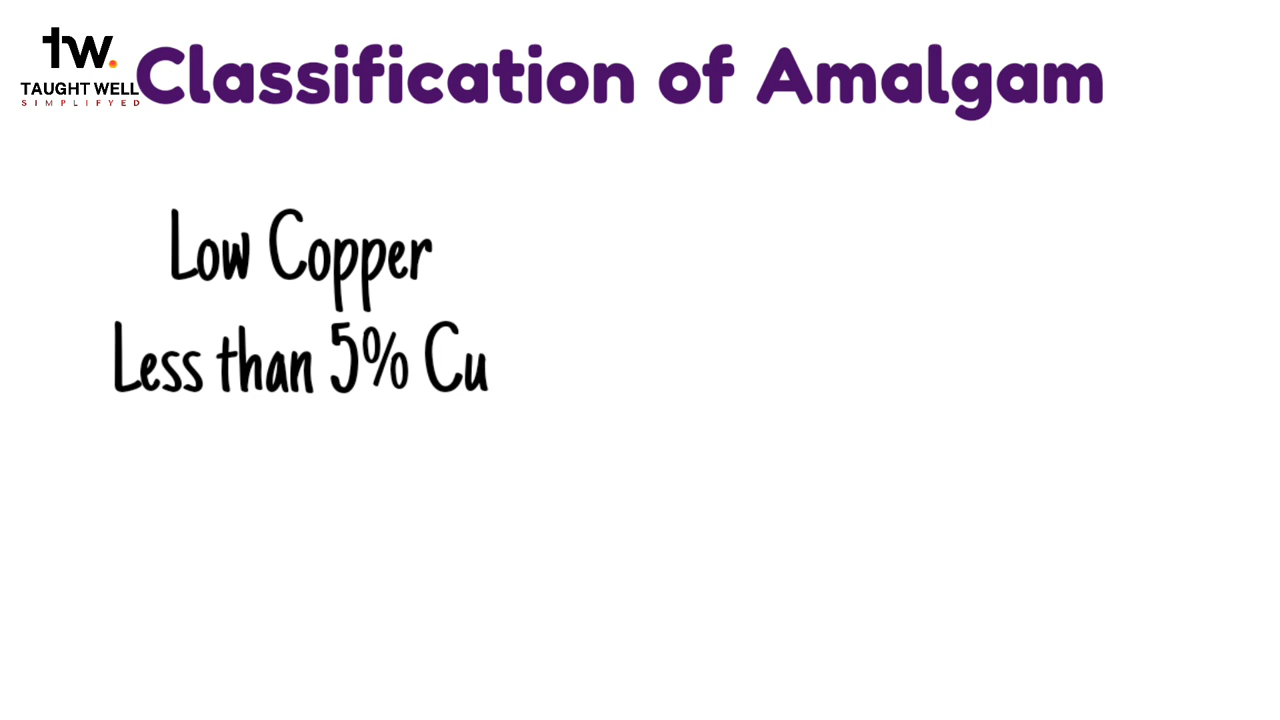 tw.
TAUGHT WELL
SIMPLIFYED
Classification of Amalgam
Low Copper
Less than 5% Cu